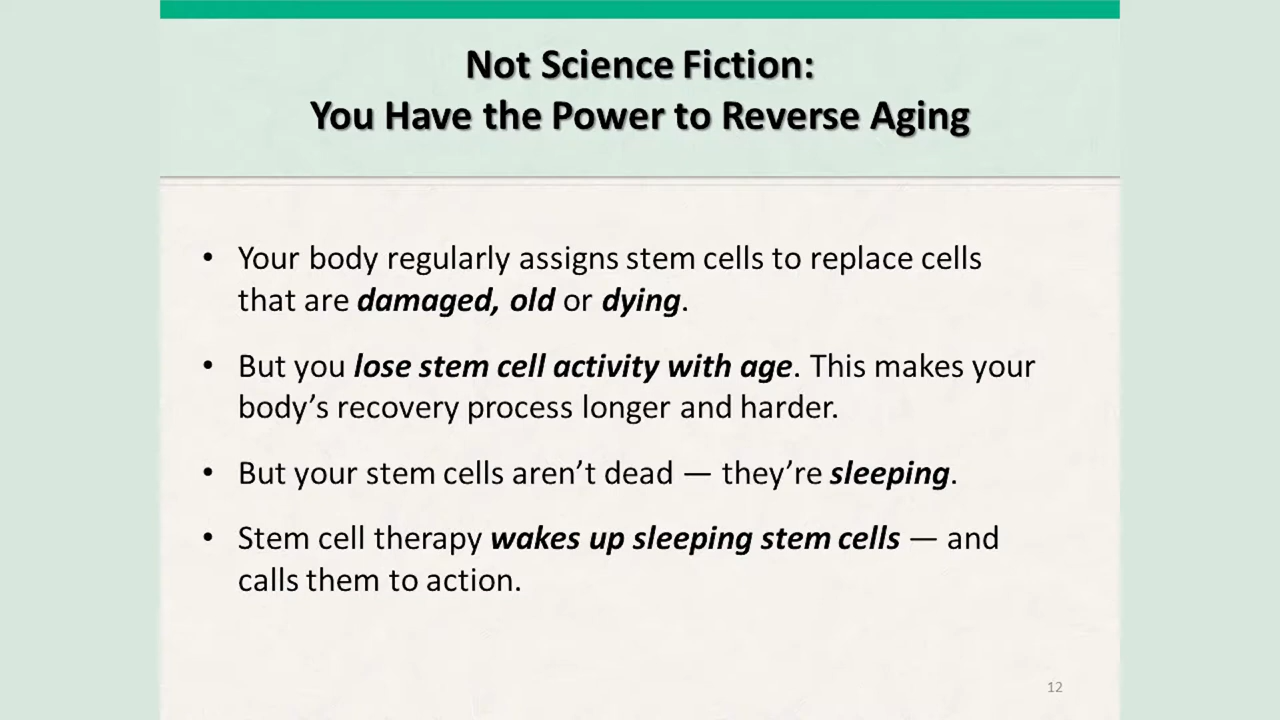 Not Science Fiction:
You Have the Power to Reverse Aging
• Your body regularly assigns stem cells to replace cells
that are damaged, old or dying.
• But you lose stem cell activity with age. This makes your
body’s recovery process longer and harder.
• But your stem cells aren’t dead — they’re sleeping.
• Stem cell therapy wakes up sleeping stem cells — and
calls them to action.
12